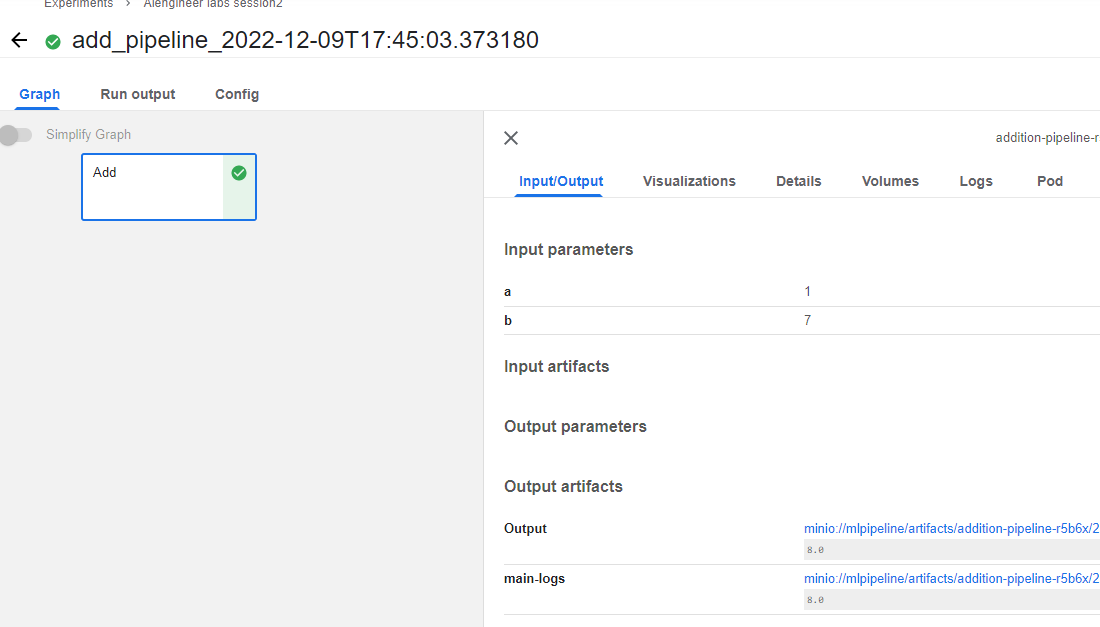 Experiments > Aiengineer labs session2
add_pipeline_2022-12-09T17:45:03.373180
Graph Run output Config
Simplify Graph
Add
addition-pipeline-r
Input/Output Visualizations Details Volumes Logs Pod
Input parameters
a 1
b 7
Input artifacts
Output parameters
Output artifacts
Output minio://mlpipeline/artifacts/addition-pipeline-r5b6x/2
8.0
main-logs minio://mlpipeline/artifacts/addition-pipeline-r5b6x/2
8.0